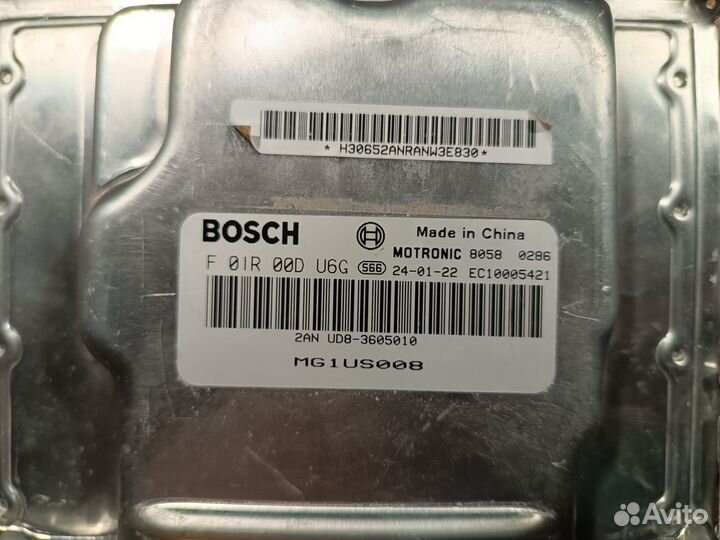 * H30652ANRANW3E830 *
BOSCH
Made in China
MOTRONIC 8058 0286
F 01R 00D U6G S66 24-01-22 EC10005421
2AN UD8-3605010
MG1US008
Avito